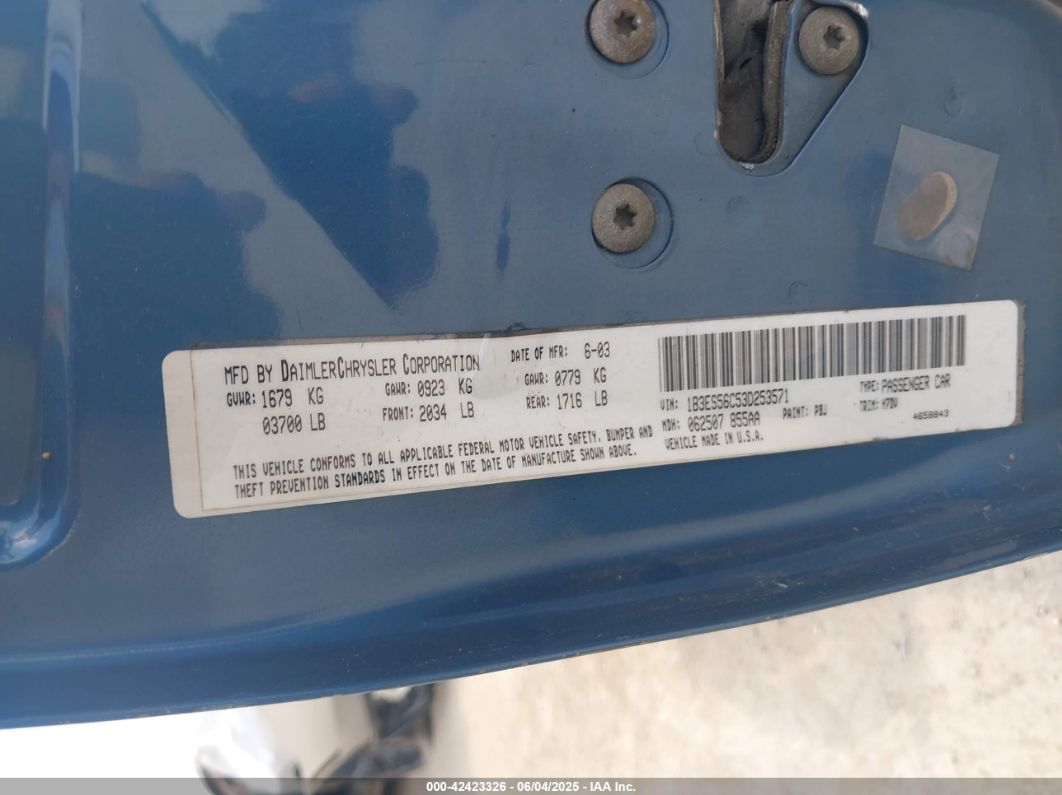 MFD BY DAIMLERCHRYSLER CORPORATION DATE OF MFR: 6-03
GVWR: 1679 KG GAWR: 0923 KG GAWR: 0779 KG
03700 LB FRONT: 2034 LB REAR: 1716 LB
THIS VEHICLE CONFORMS TO ALL APPLICABLE FEDERAL MOTOR VEHICLE SAFETY, BUMPER AND
THEFT PREVENTION STANDARDS IN EFFECT ON THE DATE OF MANUFACTURE SHOWN ABOVE.
VIN: 1B3ES56C53D253571 TYPE: PASSENGER CAR
MDH: 062507 855AA PAINT: PBJ TRIM: M7DV
VEHICLE MADE IN U.S.A. 4658843
000-42423326 - 06/04/2025 - IAA Inc.